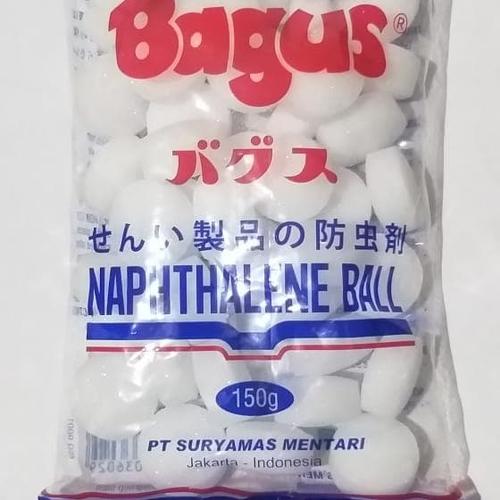 Bagus®
バグス
せんい製品の防虫剤
NAPHTHALENE BALL
150g
PT SURYAMAS MENTARI
Jakarta - Indonesia
036029